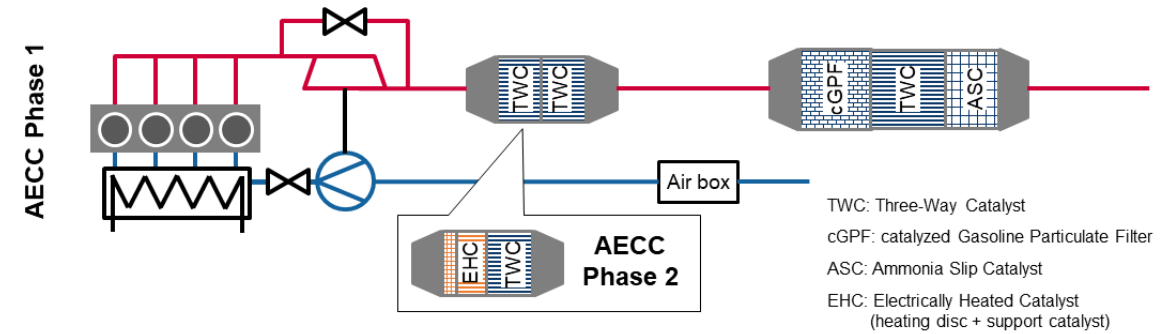 AECC Phase 1
TWC
TWC
cGPF
TWC
ASC
Air box
EHC
TWC
AECC
Phase 2
TWC: Three-Way Catalyst
cGPF: catalyzed Gasoline Particulate Filter
ASC: Ammonia Slip Catalyst
EHC: Electrically Heated Catalyst
(heating disc + support catalyst)